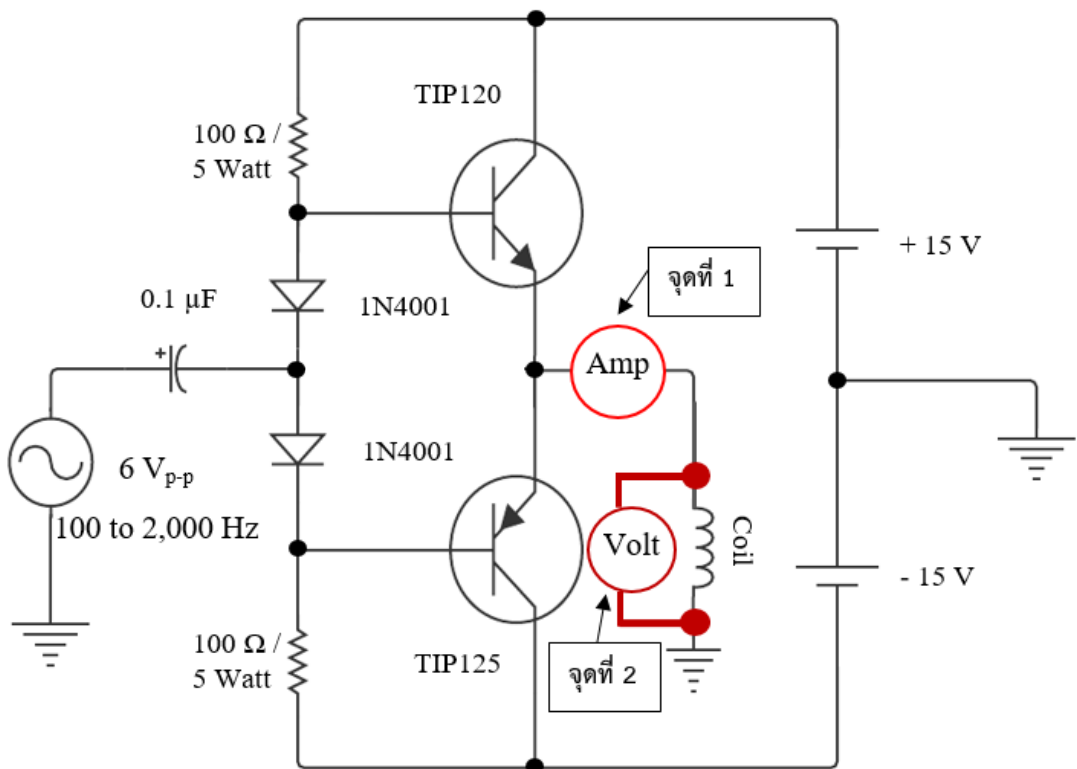 TIP120
100 Ω /
5 Watt
+ 15 V
จุดที่ 1
0.1 µF
1N4001
+
Amp
1N4001
6 Vp-p
100 to 2,000 Hz
Volt
Coil
- 15 V
100 Ω /
5 Watt
TIP125
จุดที่ 2